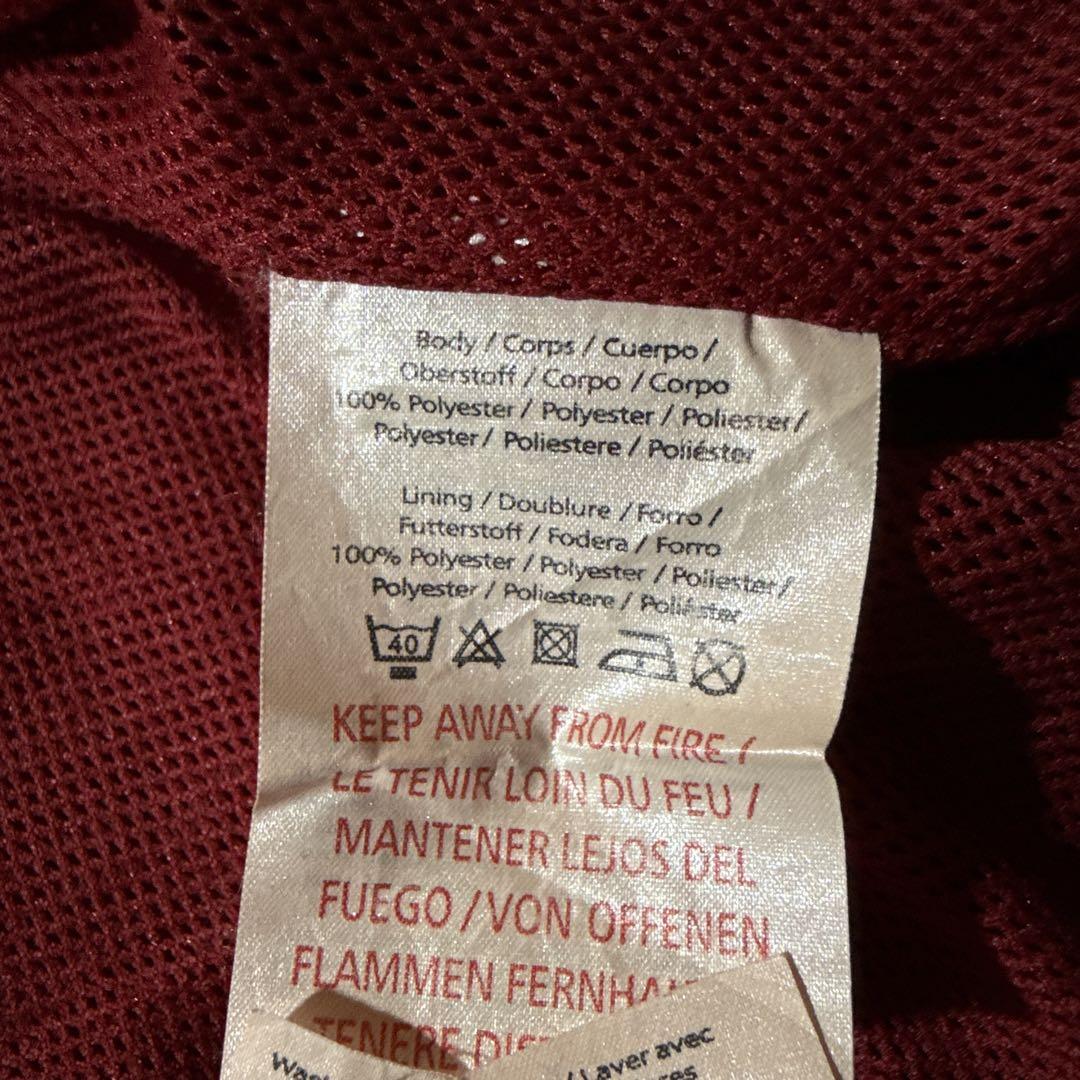 Body / Corps / Cuerpo /
Oberstoff / Corpo / Corpo
100% Polyester / Polyester / Poliester/
Polyester / Poliestere / Poliéster
Lining / Doublure / Forro /
Futterstoff / Fodera / Forro
100% Polyester / Polyester / Poliester/
Polyester / Poliestere / Poliéster
40
KEEP AWAY FROM FIRE /
LE TENIR LOIN DU FEU /
MANTENER LEJOS DEL
FUEGO / VON OFFENEN
FLAMMEN
TENERE
/ Laver avec